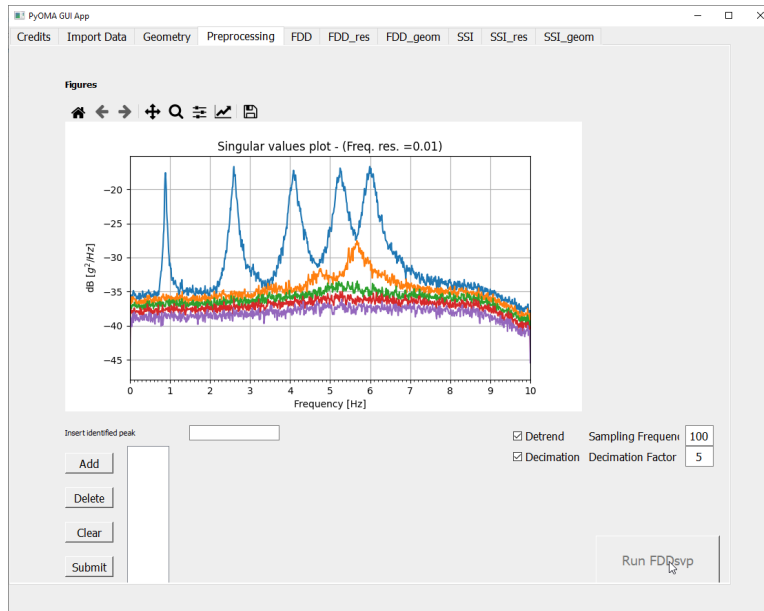 PyOMA GUI App
Credits Import Data Geometry Preprocessing FDD FDD_res FDD_geom SSI SSI_res SSI_geom
Figures
Singular values plot - (Freq. res. =0.01)
dB [g²/Hz]
−20
−25
−30
−35
−40
−45
0 1 2 3 4 5 6 7 8 9 10
Frequency [Hz]
Insert identified peak
Detrend Sampling Frequen 100
Decimation Decimation Factor 5
Add
Delete
Clear
Submit
Run FDDsvp